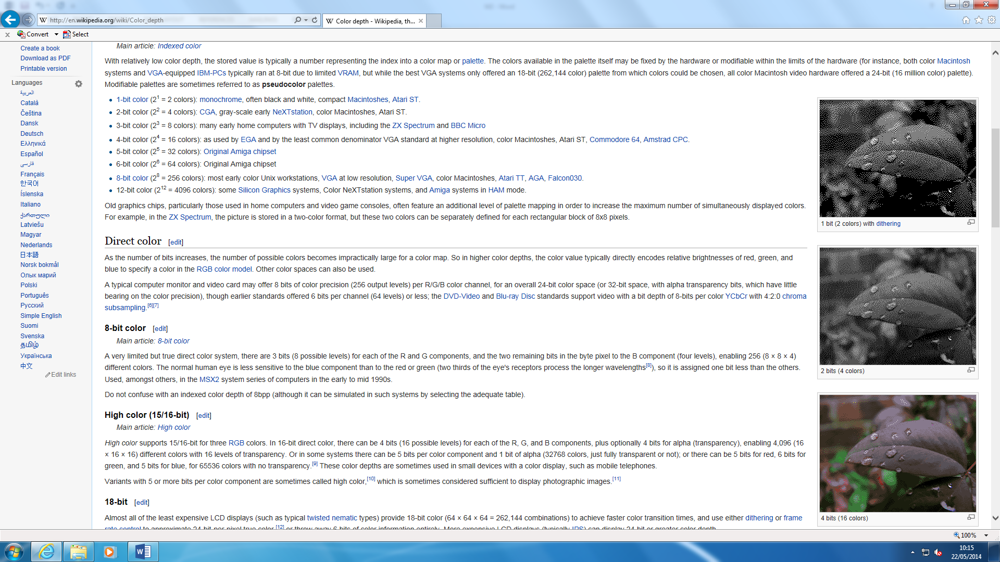 http://en.wikipedia.org/wiki/Color_depth
Color depth - Wikipedia, th...
Convert
Select
Create a book
Download as PDF
Printable version
Languages
العربية
Català
Čeština
Dansk
Deutsch
Ελληνικά
Español
فارسی
Français
한국어
Íslenska
Italiano
ქართული
Latviešu
Magyar
Nederlands
日本語
Norsk bokmål
Олык марий
Polski
Português
Русский
Simple English
Suomi
Svenska
தமிழ்
Українська
中文
Edit links
Main article: Indexed color
With relatively low color depth, the stored value is typically a number representing the index into a color map or palette. The colors available in the palette itself may be fixed by the hardware or modifiable within the limits of the hardware (for instance, both color Macintosh
systems and VGA-equipped IBM-PCs typically ran at 8-bit due to limited VRAM, but while the best VGA systems only offered an 18-bit (262,144 color) palette from which colors could be chosen, all color Macintosh video hardware offered a 24-bit (16 million color) palette).
Modifiable palettes are sometimes referred to as pseudocolor palettes.
1-bit color (2¹ = 2 colors): monochrome, often black and white, compact Macintoshes, Atari ST.
2-bit color (2² = 4 colors): CGA, gray-scale early NeXTstation, color Macintoshes, Atari ST.
3-bit color (2³ = 8 colors): many early home computers with TV displays, including the ZX Spectrum and BBC Micro
4-bit color (2⁴ = 16 colors): as used by EGA and by the least common denominator VGA standard at higher resolution, color Macintoshes, Atari ST, Commodore 64, Amstrad CPC.
5-bit color (2⁵ = 32 colors): Original Amiga chipset
6-bit color (2⁶ = 64 colors): Original Amiga chipset
8-bit color (2⁸ = 256 colors): most early color Unix workstations, VGA at low resolution, Super VGA, color Macintoshes, Atari TT, AGA, Falcon030.
12-bit color (2¹² = 4096 colors): some Silicon Graphics systems, Color NeXTstation systems, and Amiga systems in HAM mode.
Old graphics chips, particularly those used in home computers and video game consoles, often feature an additional level of palette mapping in order to increase the maximum number of simultaneously displayed colors.
For example, in the ZX Spectrum, the picture is stored in a two-color format, but these two colors can be separately defined for each rectangular block of 8x8 pixels.
Direct color [edit]
As the number of bits increases, the number of possible colors becomes impractically large for a color map. So in higher color depths, the color value typically directly encodes relative brightnesses of red, green, and
blue to specify a color in the RGB color model. Other color spaces can also be used.
A typical computer monitor and video card may offer 8 bits of color precision (256 output levels) per R/G/B color channel, for an overall 24-bit color space (or 32-bit space, with alpha transparency bits, which have little
bearing on the color precision), though earlier standards offered 6 bits per channel (64 levels) or less; the DVD-Video and Blu-ray Disc standards support video with a bit depth of 8-bits per color YCbCr with 4:2:0 chroma
subsampling.[6][7]
8-bit color [edit]
Main article: 8-bit color
A very limited but true direct color system, there are 3 bits (8 possible levels) for each of the R and G components, and the two remaining bits in the byte pixel to the B component (four levels), enabling 256 (8 × 8 × 4)
different colors. The normal human eye is less sensitive to the blue component than to the red or green (two thirds of the eye's receptors process the longer wavelengths[8]), so it is assigned one bit less than the others.
Used, amongst others, in the MSX2 system series of computers in the early to mid 1990s.
Do not confuse with an indexed color depth of 8bpp (although it can be simulated in such systems by selecting the adequate table).
High color (15/16-bit) [edit]
Main article: High color
High color supports 15/16-bit for three RGB colors. In 16-bit direct color, there can be 4 bits (16 possible levels) for each of the R, G, and B components, plus optionally 4 bits for alpha (transparency), enabling 4,096 (16
× 16 × 16) different colors with 16 levels of transparency. Or in some systems there can be 5 bits per color component and 1 bit of alpha (32768 colors, just fully transparent or not); or there can be 5 bits for red, 6 bits for
green, and 5 bits for blue, for 65536 colors with no transparency.[9] These color depths are sometimes used in small devices with a color display, such as mobile telephones.
Variants with 5 or more bits per color component are sometimes called high color,[10] which is sometimes considered sufficient to display photographic images.[11]
18-bit [edit]
Almost all of the least expensive LCD displays (such as typical twisted nematic types) provide 18-bit color (64 × 64 × 64 = 262,144 combinations) to achieve faster color transition times, and use either dithering or frame
rate control to approximate 24-bit-per-pixel true color,[12] or throw away 6 bits of color information entirely. More expensive LCD displays (typically IPS) can display 24-bit or greater color depth.
1 bit (2 colors) with dithering
2 bits (4 colors)
4 bits (16 colors)
100%
10:15
22/05/2014